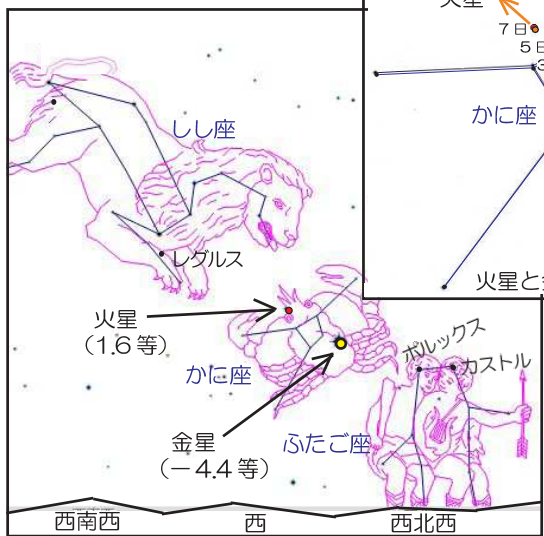 火星
7日
5日
3
かに座
火星と
しし座
レグルス
火星
(1.6 等)
かに座
ポルックス
カストル
金星
(-4.4 等)
ふたご座
西南西
西
西北西